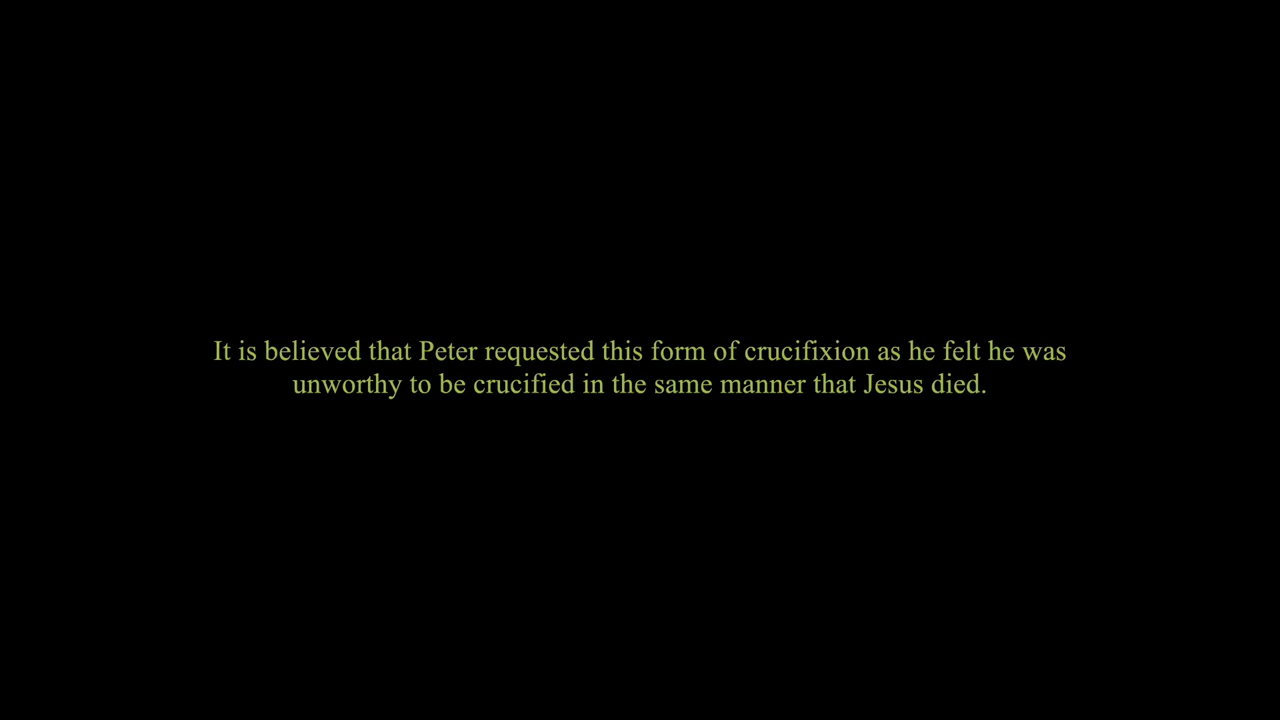 It is believed that Peter requested this form of crucifixion as he felt he was
unworthy to be crucified in the same manner that Jesus died.